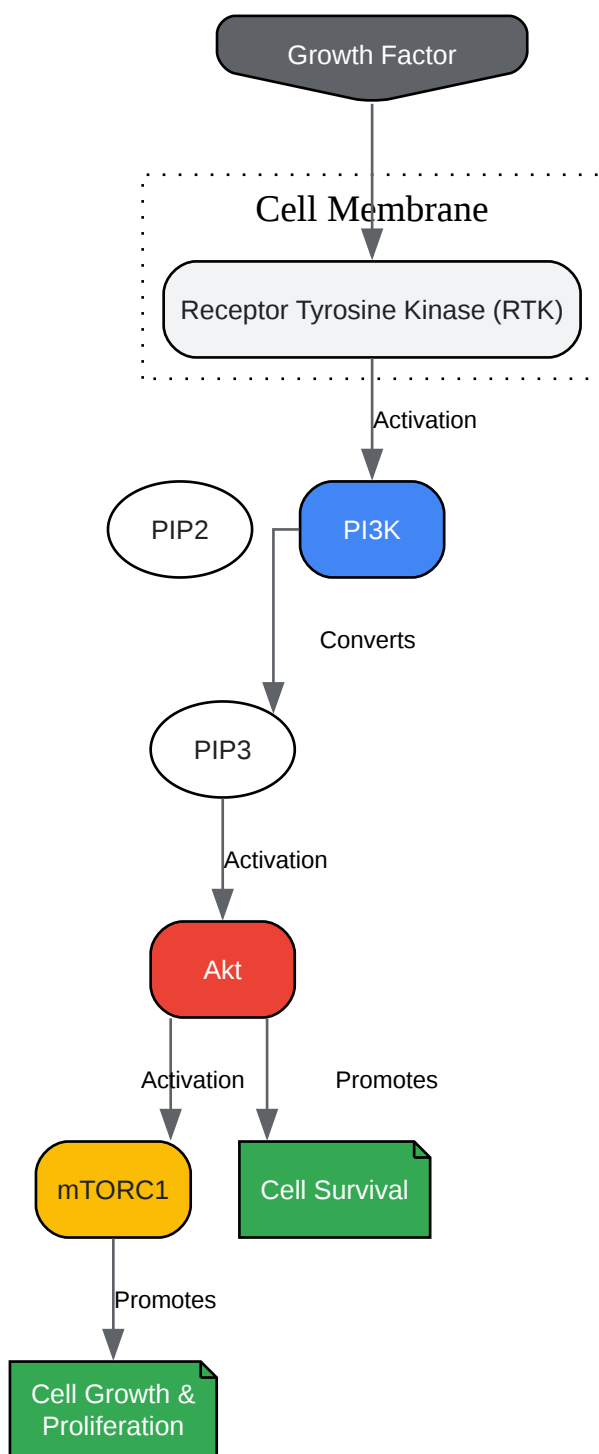 Growth Factor
Cell Membrane
Receptor Tyrosine Kinase (RTK)
Activation
PIP2
PI3K
Converts
PIP3
Activation
Akt
Activation
Promotes
mTORC1
Cell Survival
Promotes
Cell Growth &
Proliferation